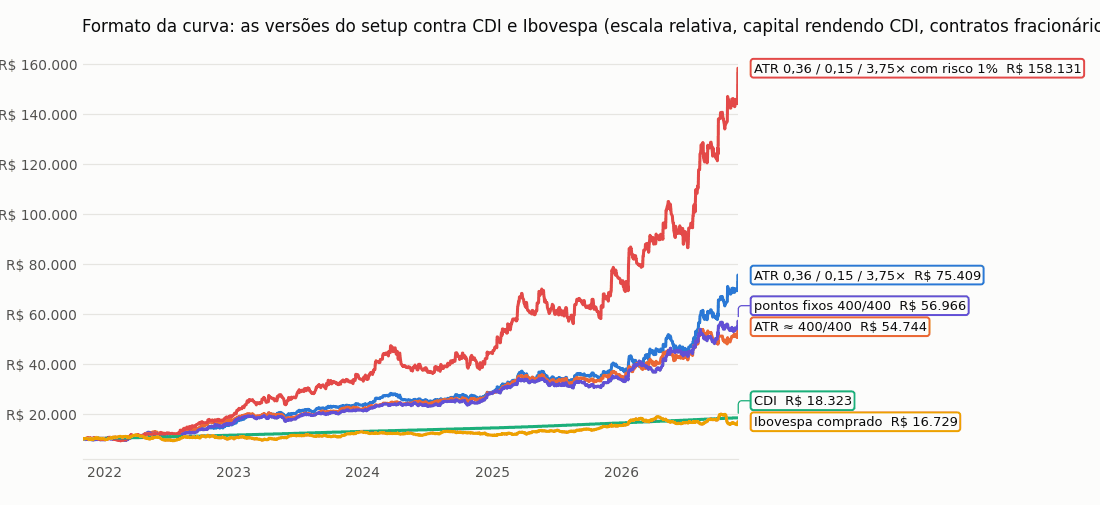 Formato da curva: as versões do setup contra CDI e Ibovespa (escala relativa, capital rendendo CDI, contratos fracionário
R$ 160.000
ATR 0,36 / 0,15 / 3,75× com risco 1% R$ 158.131
R$ 140.000
R$ 120.000
R$ 100.000
R$ 80.000
ATR 0,36 / 0,15 / 3,75× R$ 75.409
R$ 60.000
pontos fixos 400/400 R$ 56.966
ATR ≈ 400/400 R$ 54.744
R$ 40.000
CDI R$ 18.323
R$ 20.000
Ibovespa comprado R$ 16.729
2022 2023 2024 2025 2026